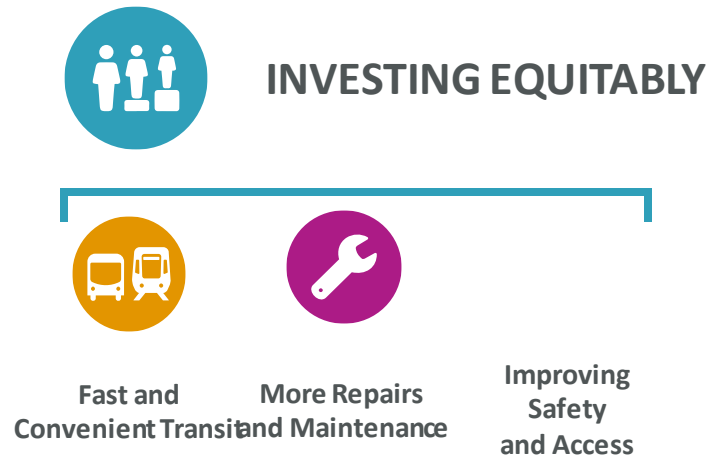 INVESTING EQUITABLY
Fast and
Convenient Transit
More Repairs
and Maintenance
Improving
Safety
and Access